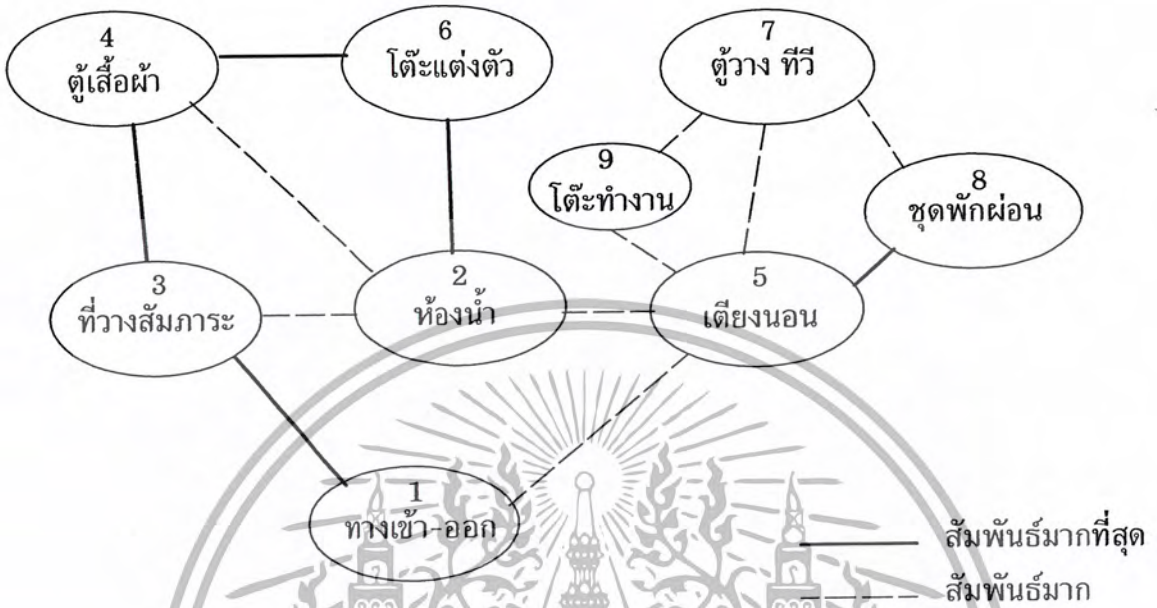 4
ตู้เสื้อผ้า
6
โต๊ะแต่งตัว
7
ตู้วาง ทีวี
9
โต๊ะทำงาน
8
ชุดพักผ่อน
3
ที่วางสัมภาระ
2
ห้องน้ำ
5
เตียงนอน
1
ทางเข้า-ออก
สัมพันธ์มากที่สุด
สัมพันธ์มาก